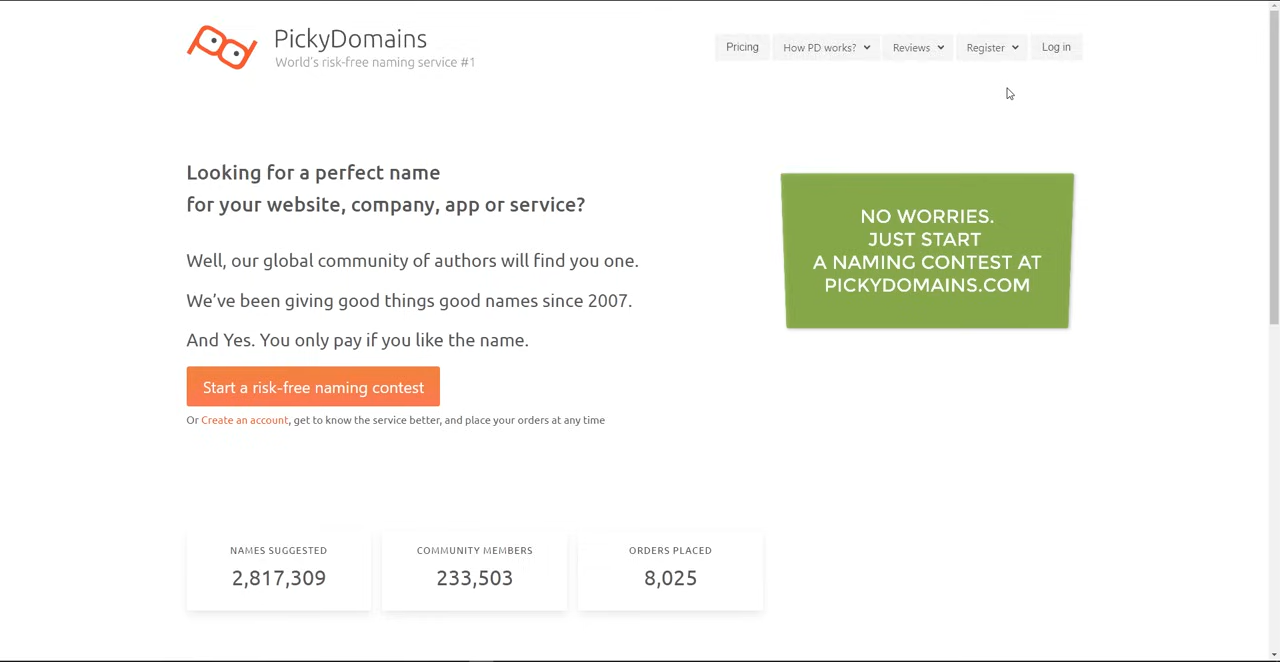 PickyDomains
World's risk-free naming service #1
Pricing
How PD works?
Reviews
Register
Log in
Looking for a perfect name
for your website, company, app or service?
Well, our global community of authors will find you one.
We've been giving good things good names since 2007.
And Yes. You only pay if you like the name.
Start a risk-free naming contest
Or Create an account, get to know the service better, and place your orders at any time
NO WORRIES.
JUST START
A NAMING CONTEST AT
PICKYDOMAINS.COM
NAMES SUGGESTED
2,817,309
COMMUNITY MEMBERS
233,503
ORDERS PLACED
8,025